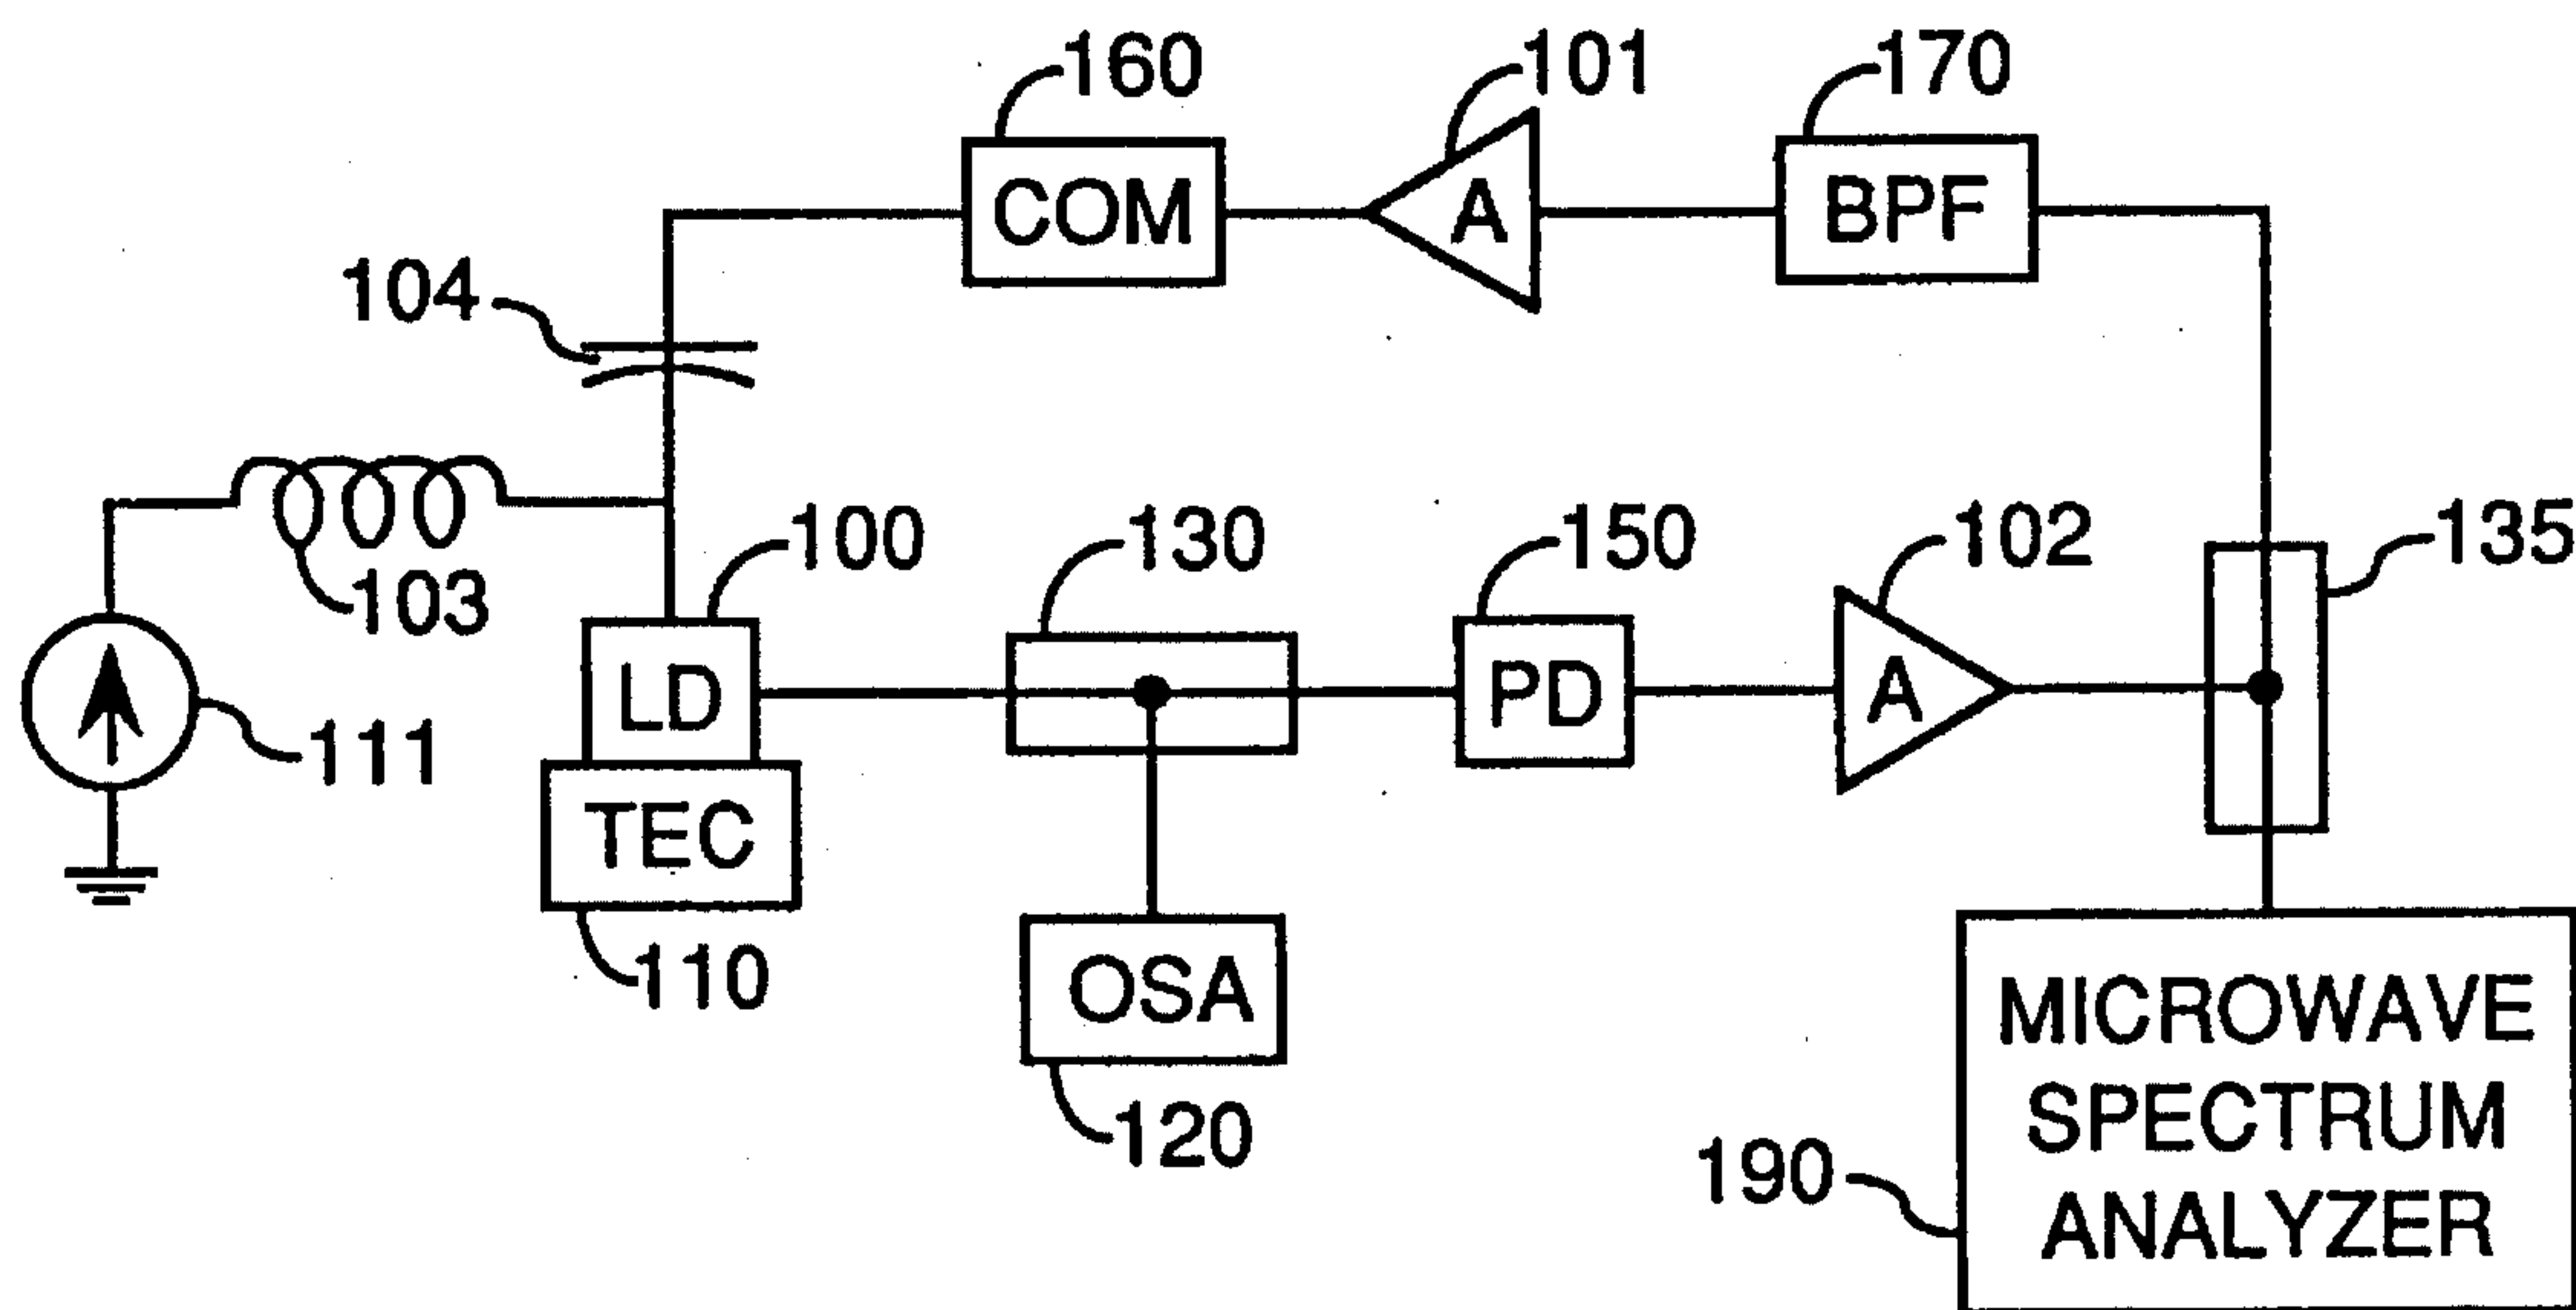 160
101
170
COM
A
BPF
104
103
100
130
150
102
135
LD
PD
A
111
TEC
110
OSA
120
MICROWAVE
SPECTRUM
ANALYZER
190